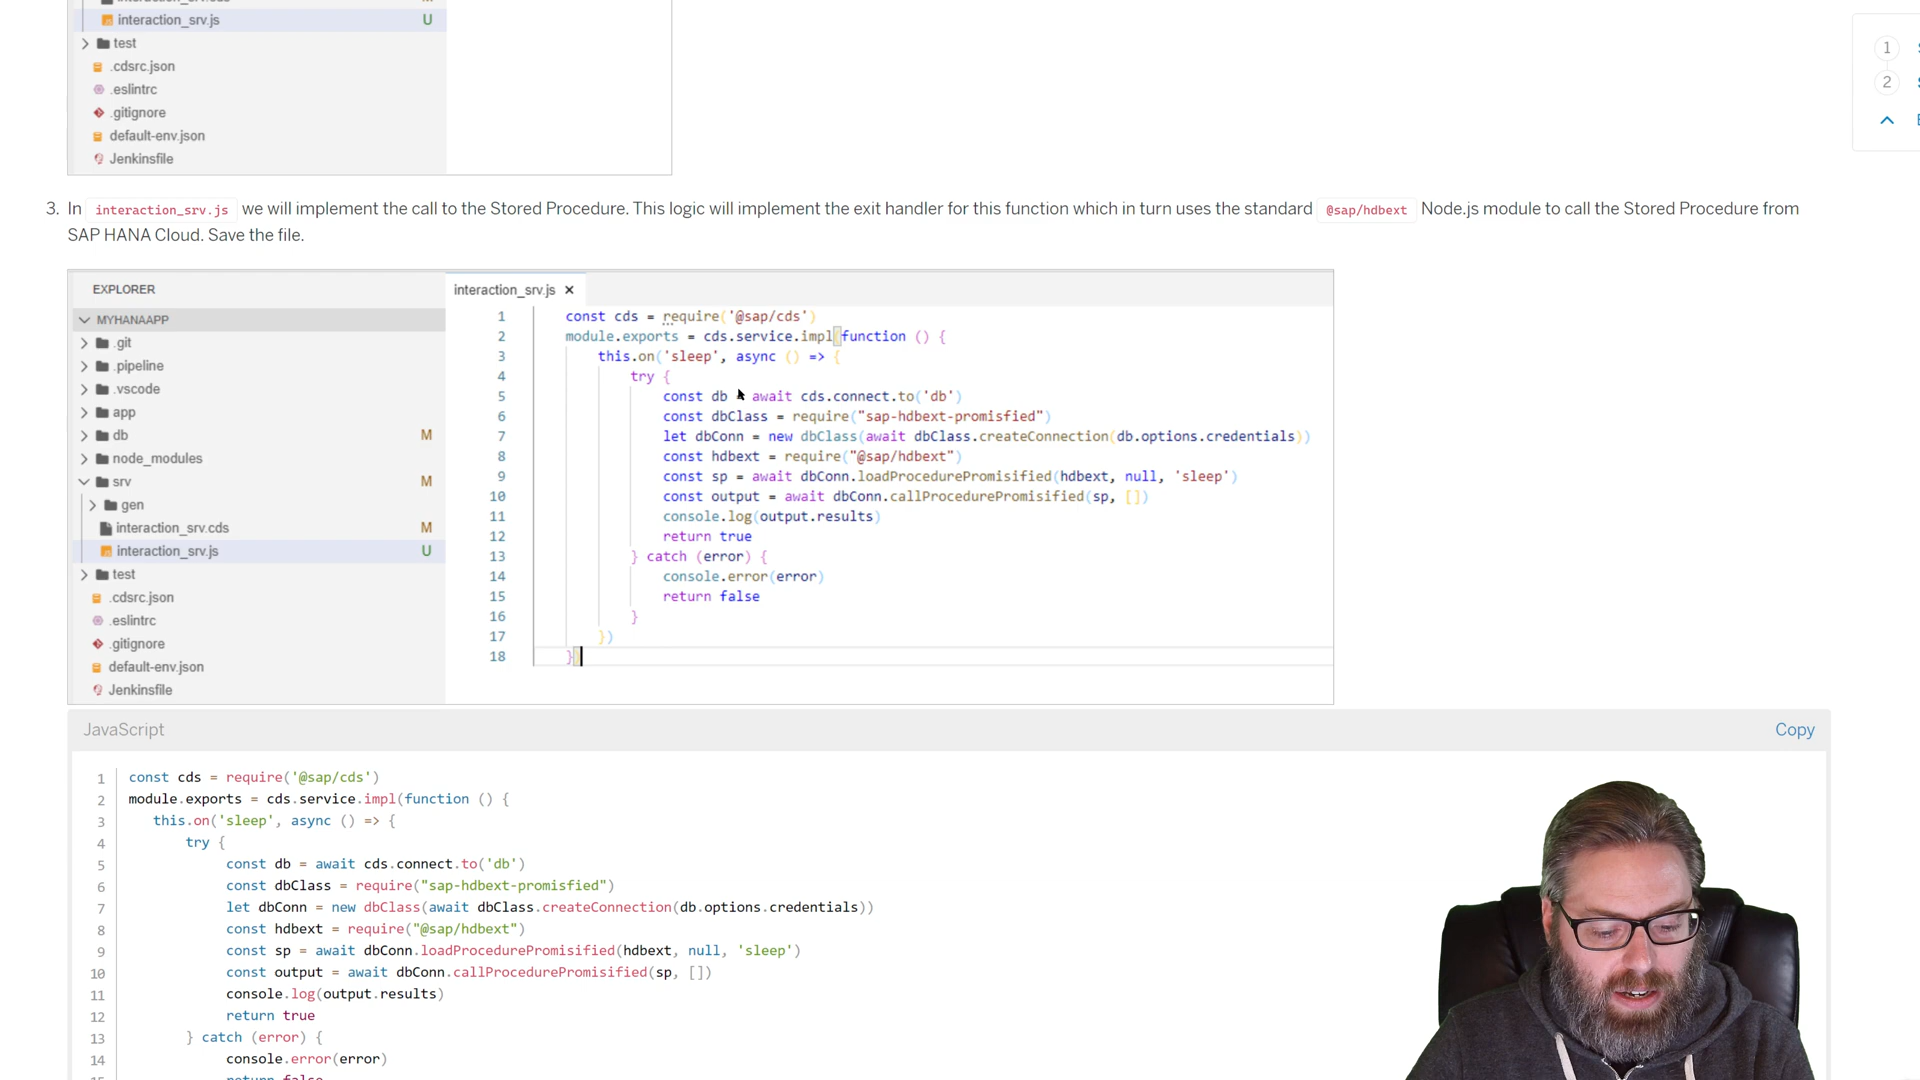 interaction_srv.js U
test
.cdsrc.json
.eslintrc
.gitignore
default-env.json
Jenkinsfile
1
2
3. In interaction_srv.js we will implement the call to the Stored Procedure. This logic will implement the exit handler for this function which in turn uses the standard @sap/hdbext Node.js module to call the Stored Procedure from
SAP HANA Cloud. Save the file.
EXPLORER
MYHANAAPP
.git
.pipeline
.vscode
app
db M
node_modules
srv M
gen
interaction_srv.cds M
interaction_srv.js U
test
.cdsrc.json
.eslintrc
.gitignore
default-env.json
Jenkinsfile
interaction_srv.js ×
1 const cds = require('@sap/cds')
2 module.exports = cds.service.impl(function () {
3 this.on('sleep', async () => {
4 try {
5 const db = await cds.connect.to('db')
6 const dbClass = require("sap-hdbext-promisfied")
7 let dbConn = new dbClass(await dbClass.createConnection(db.options.credentials))
8 const hdbext = require("@sap/hdbext")
9 const sp = await dbConn.loadProcedurePromisified(hdbext, null, 'sleep')
10 const output = await dbConn.callProcedurePromisified(sp, [])
11 console.log(output.results)
12 return true
13 } catch (error) {
14 console.error(error)
15 return false
16 }
17 })
18 })
JavaScript Copy
1 const cds = require('@sap/cds')
2 module.exports = cds.service.impl(function () {
3 this.on('sleep', async () => {
4 try {
5 const db = await cds.connect.to('db')
6 const dbClass = require("sap-hdbext-promisfied")
7 let dbConn = new dbClass(await dbClass.createConnection(db.options.credentials))
8 const hdbext = require("@sap/hdbext")
9 const sp = await dbConn.loadProcedurePromisified(hdbext, null, 'sleep')
10 const output = await dbConn.callProcedurePromisified(sp, [])
11 console.log(output.results)
12 return true
13 } catch (error) {
14 console.error(error)